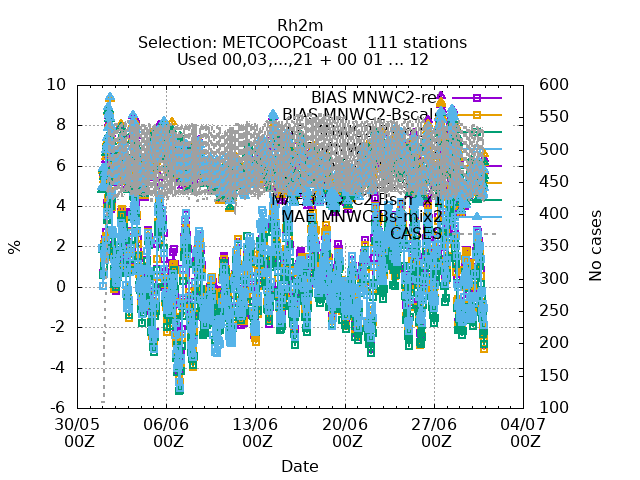 Rh2m
Selection: METCOOPCoast 111 stations
Used 00,03,...,21 + 00 01 ... 12
10
8
6
4
2
0
-2
-4
-6
%
600
550
500
450
400
350
300
250
200
150
100
No cases
BIAS MNWC2-re
BIAS MNWC2-Bscal
MAE MNWC-Bs-mix2
CASES
30/05 06/06 13/06 20/06 27/06 04/07
00Z 00Z 00Z 00Z 00Z 00Z
Date